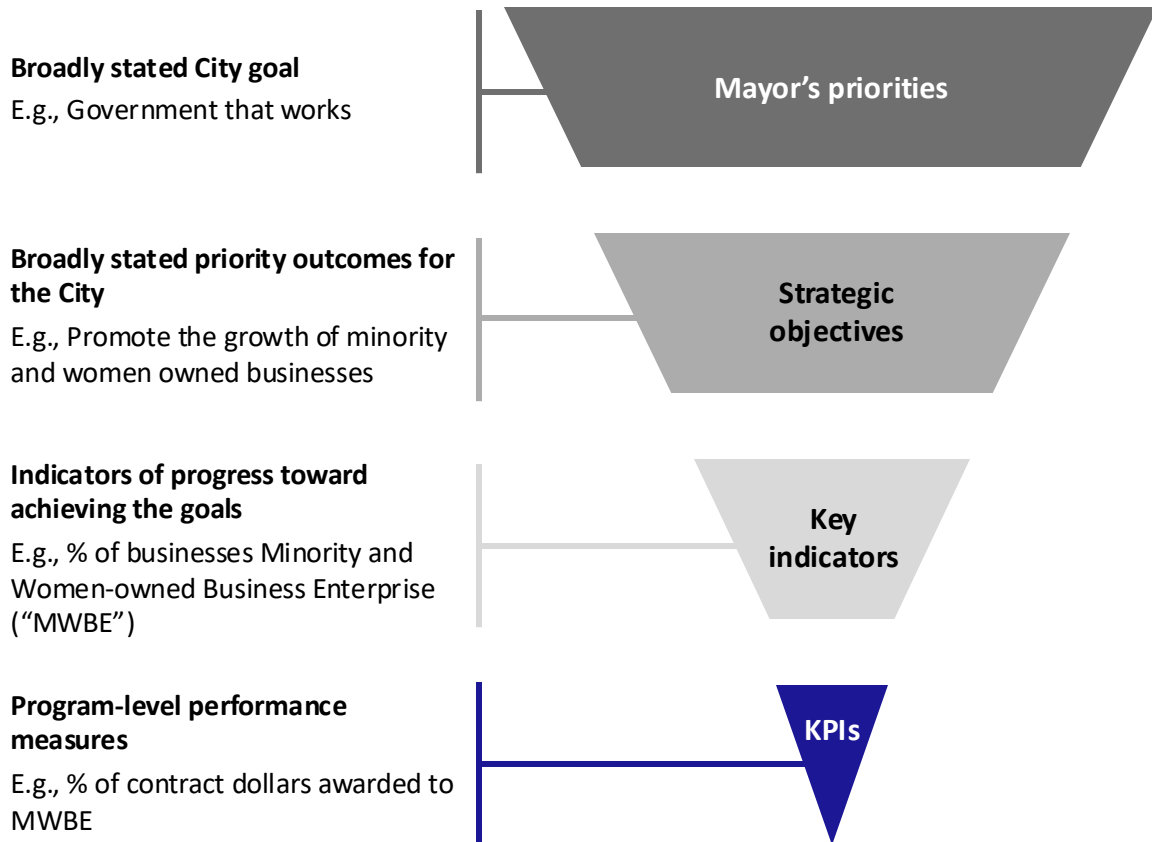 Broadly stated City goal
E.g., Government that works
Mayor’s priorities
Broadly stated priority outcomes for
the City
E.g., Promote the growth of minority
and women owned businesses
Strategic
objectives
Indicators of progress toward
achieving the goals
E.g., % of businesses Minority and
Women-owned Business Enterprise
(“MWBE”)
Key
indicators
Program-level performance
measures
E.g., % of contract dollars awarded to
MWBE
KPIs